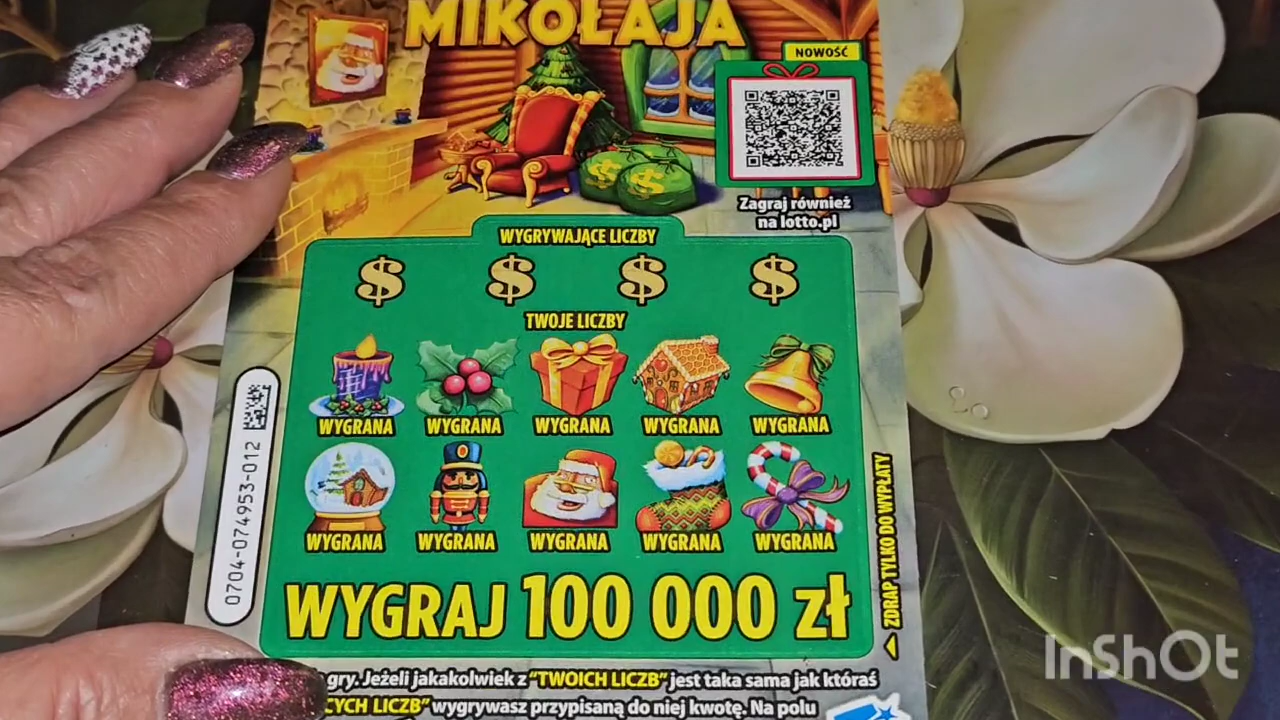 MIKOŁAJA
NOWOŚĆ
Zagraj również
na lotto.pl
WYGRYWAJĄCE LICZBY
$ $ $ $
TWOJE LICZBY
WYGRANA WYGRANA WYGRANA WYGRANA WYGRANA
WYGRANA WYGRANA WYGRANA WYGRANA WYGRANA
WYGRAJ 100 000 zł
0704-074953-012
ZDRAP TYLKO DO WYPŁATY
gry. Jeżeli jakakolwiek z "TWOICH LICZB" jest taka sama jak któraś
CYCH LICZB" wygrywasz przypisaną do niej kwotę. Na polu
InShOt